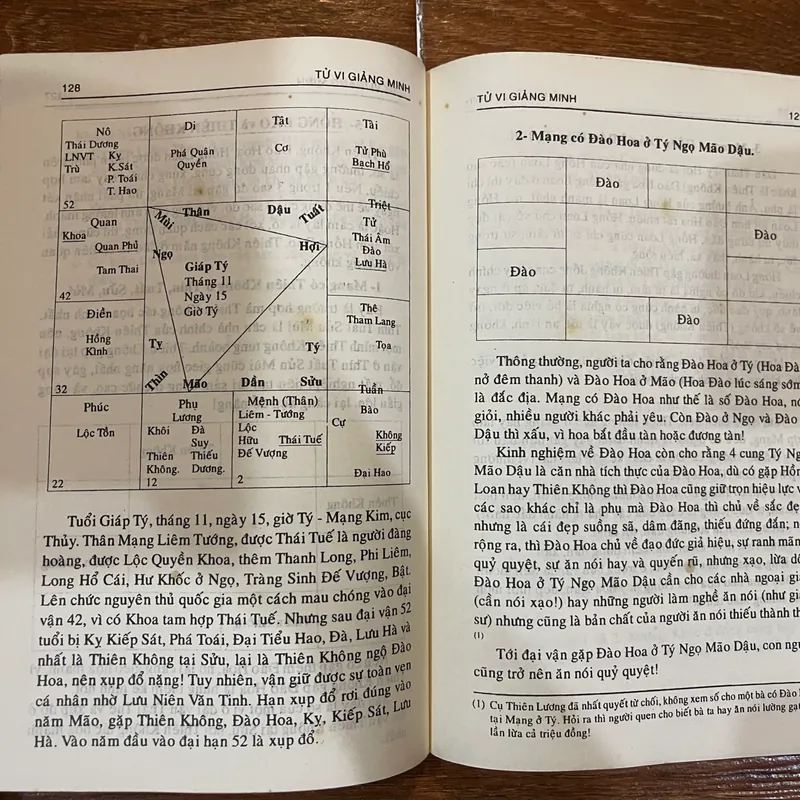 128
TỬ VI GIẢNG MINH
Nô
Thái Dương
LNVT Kỵ
Trù K.Sát
P. Toái
T. Hao
52
Di
Phá Quân
Quyền
Tật
Cơ
Tài
Tử Phù
Bạch Hổ
Triệt
Quan
Khoa
Quan Phủ
Tam Thai
42
Mùi
Thân
Dậu
Tuất
Ngọ
Hợi
Giáp Tý
Tháng 11
Ngày 15
Giờ Tý
Tỵ
Tý
Thìn
Mão
Dần
Sửu
Tử
Thái Âm
Đào
Lưu Hà
Điền
Hồng
Kình
32
Thê
Tham Lang
Tọa
Tuần
Phúc
Lộc Tồn
22
Phụ
Lương
Khôi Đà
Suy
Thiên Thiếu
Không. Dương.
12
Mệnh (Thân)
Liêm - Tướng
Lộc
Hữu Thái Tuế
Đế Vượng
2
Bào
Cự
Không
Kiếp
Đại Hao
Tuổi Giáp Tý, tháng 11, ngày 15, giờ Tý - Mạng Kim, cục
Thủy. Thân Mạng Liêm Tướng, được Thái Tuế là người đàng
hoàng, được Lộc Quyền Khoa, thêm Thanh Long, Phi Liêm,
Long Hổ Cái, Hư Khốc ở Ngọ, Tràng Sinh Đế Vượng, Bật.
Lên chức nguyên thủ quốc gia một cách mau chóng vào đại
vận 42, vì có Khoa tam hợp Thái Tuế. Nhưng sau đại vận 52
tuổi bị Kỵ Kiếp Sát, Phá Toái, Đại Tiểu Hao, Đà, Lưu Hà và
nhất là Thiên Không tại Sửu, lại là Thiên Không ngộ Đào
Hoa, nên xụp đổ nặng! Tuy nhiên, vận giữ được sự toàn vẹn
cá nhân nhờ Lưu Niên Văn Tinh. Hạn xụp đổ rơi đúng vào
năm Mão, gặp Thiên Không, Đào Hoa, Kỵ, Kiếp Sát, Lưu
Hà. Vào năm đầu vào đại hạn 52 là xụp đổ.
TỬ VI GIẢNG MINH
12
2- Mạng có Đào Hoa ở Tý Ngọ Mão Dậu.
Đào
Đào
Đào
Đào
Thông thường, người ta cho rằng Đào Hoa ở Tý (Hoa Đà
nở đêm thanh) và Đào Hoa ở Mão (Hoa Đào lúc sáng sớm
là đắc địa. Mạng có Đào Hoa như thế là số Đào Hoa, nó
giỏi, nhiều người khác phải yêu. Còn Đào ở Ngọ và Đào
Dậu thì xấu, vì hoa bắt đầu tàn hoặc đương tàn!
Kinh nghiệm về Đào Hoa còn cho rằng 4 cung Tý Ngọ
Mão Dậu là căn nhà tích thực của Đào Hoa, dù có gặp Hồn
Loan hay Thiên Không thì Đào Hoa cũng giữ trọn hiệu lực v
các sao khác chỉ là phụ mà Đào Hoa thì chủ về sắc đẹ
nhưng là cái đẹp suồng sã, dâm đãng, thiếu đứng đắn; n
rộng ra, thì Đào Hoa chủ về đạo đức giả hiệu, sự ranh mãn
quỷ quyệt, sự ăn nói hay và quyến rũ, nhưng xạo, lừa dố
Đào Hoa ở Tý Ngọ Mão Dậu cần cho các nhà ngoại gia
(cần nói xạo!) hay những người làm nghề ăn nói (như giá
sư) nhưng cũng là bản chất của người ăn nói thiếu thành th
(1)
Tới đại vận gặp Đào Hoa ở Tý Ngọ Mão Dậu, con ngư
cũng trở nên ăn nói quỷ quyệt!
(1) Cụ Thiên Lương đã nhất quyết từ chối, không xem số cho một bà có Đào
tại Mạng ở Tý. Hỏi ra thì người quen cho biết bà ta hay ăn nói lường gạt
lần lừa cả triệu đồng!